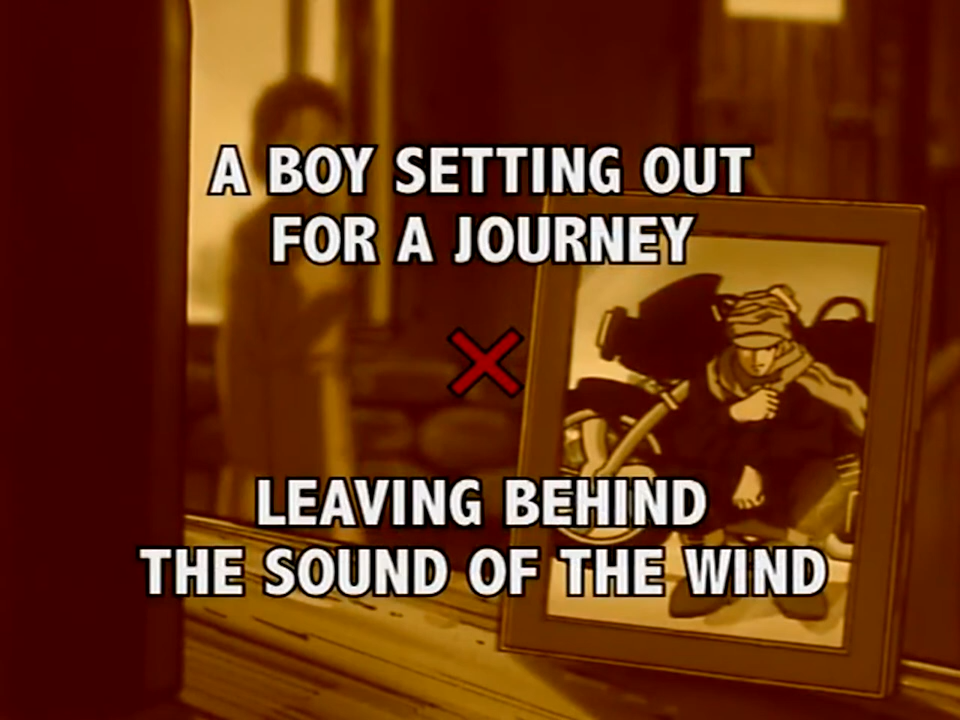 A BOY SETTING OUT
FOR A JOURNEY
×
LEAVING BEHIND
THE SOUND OF THE WIND